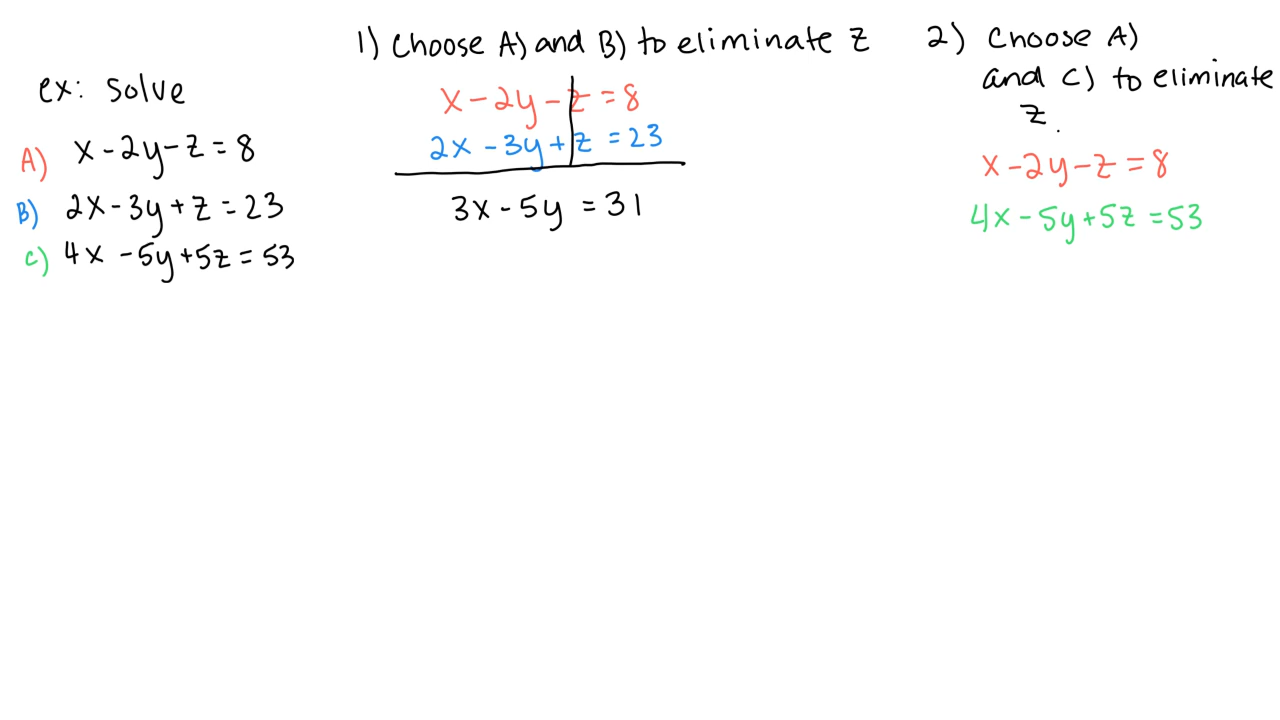 ex: solve
A) x - 2y - z = 8
B) 2x - 3y + z = 23
C) 4x - 5y + 5z = 53
1) Choose A) and B) to eliminate z
x - 2y - z = 8
2x - 3y + z = 23
3x - 5y = 31
2) Choose A)
and C) to eliminate
z.
x - 2y - z = 8
4x - 5y + 5z = 53